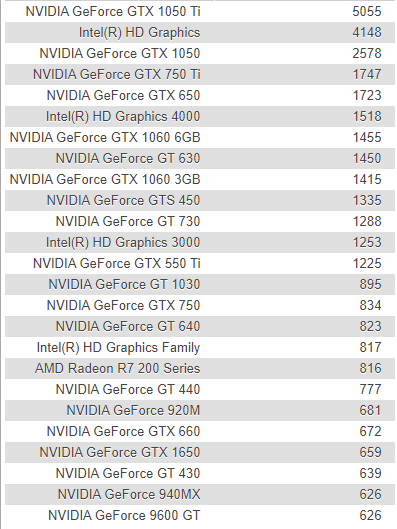 NVIDIA GeForce GTX 1050 Ti 5055
Intel(R) HD Graphics 4148
NVIDIA GeForce GTX 1050 2578
NVIDIA GeForce GTX 750 Ti 1747
NVIDIA GeForce GTX 650 1723
Intel(R) HD Graphics 4000 1518
NVIDIA GeForce GTX 1060 6GB 1455
NVIDIA GeForce GT 630 1450
NVIDIA GeForce GTX 1060 3GB 1415
NVIDIA GeForce GTS 450 1335
NVIDIA GeForce GT 730 1288
Intel(R) HD Graphics 3000 1253
NVIDIA GeForce GTX 550 Ti 1225
NVIDIA GeForce GT 1030 895
NVIDIA GeForce GTX 750 834
NVIDIA GeForce GT 640 823
Intel(R) HD Graphics Family 817
AMD Radeon R7 200 Series 816
NVIDIA GeForce GT 440 777
NVIDIA GeForce 920M 681
NVIDIA GeForce GTX 660 672
NVIDIA GeForce GTX 1650 659
NVIDIA GeForce GT 430 639
NVIDIA GeForce 940MX 626
NVIDIA GeForce 9600 GT 626